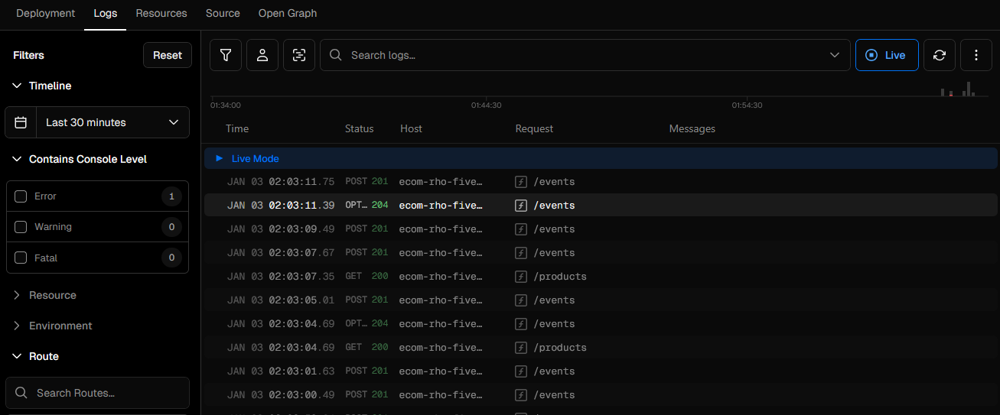 Deployment Logs Resources Source Open Graph
Filters Reset
Timeline
Last 30 minutes
Contains Console Level
Error 1
Warning 0
Fatal 0
Resource
Environment
Route
Search Routes...
Search logs... Live
01:34:00 01:44:30 01:54:30
Time Status Host Request Messages
Live Mode
JAN 03 02:03:11.75 POST 201 ecom-rho-five… /events
JAN 03 02:03:11.39 OPT… 204 ecom-rho-five… /events
JAN 03 02:03:09.49 POST 201 ecom-rho-five… /events
JAN 03 02:03:07.67 POST 201 ecom-rho-five… /events
JAN 03 02:03:07.35 GET 200 ecom-rho-five… /products
JAN 03 02:03:05.01 POST 201 ecom-rho-five… /events
JAN 03 02:03:04.69 OPT… 204 ecom-rho-five… /events
JAN 03 02:03:04.69 GET 200 ecom-rho-five… /products
JAN 03 02:03:01.63 POST 201 ecom-rho-five… /events
JAN 03 02:03:00.49 POST 201 ecom-rho-five… /events